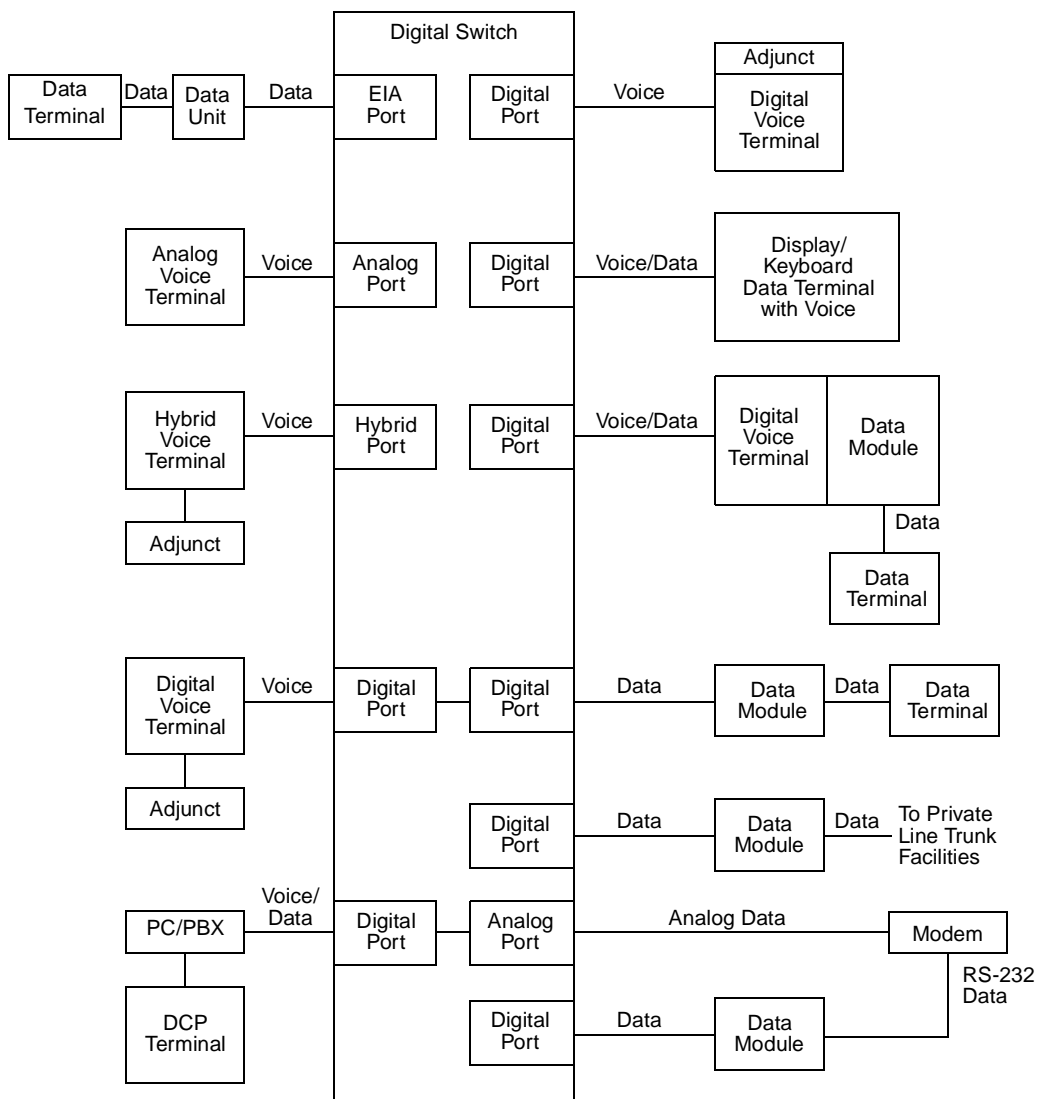 Digital Switch
Data
Terminal
Data
Data
Unit
Data
EIA
Port
Digital
Port
Voice
Adjunct
Digital
Voice
Terminal
Analog
Voice
Terminal
Voice
Analog
Port
Digital
Port
Voice/Data
Display/
Keyboard
Data Terminal
with Voice
Hybrid
Voice
Terminal
Voice
Hybrid
Port
Digital
Port
Voice/Data
Digital
Voice
Terminal
Data
Module
Adjunct
Data
Data
Terminal
Digital
Voice
Terminal
Voice
Digital
Port
Digital
Port
Data
Data
Module
Data
Data
Terminal
Adjunct
Digital
Port
Data
Data
Module
Data
To Private
Line Trunk
Facilities
PC/PBX
Voice/
Data
Digital
Port
Analog
Port
Analog Data
Modem
RS-232
Data
DCP
Terminal
Digital
Port
Data
Data
Module